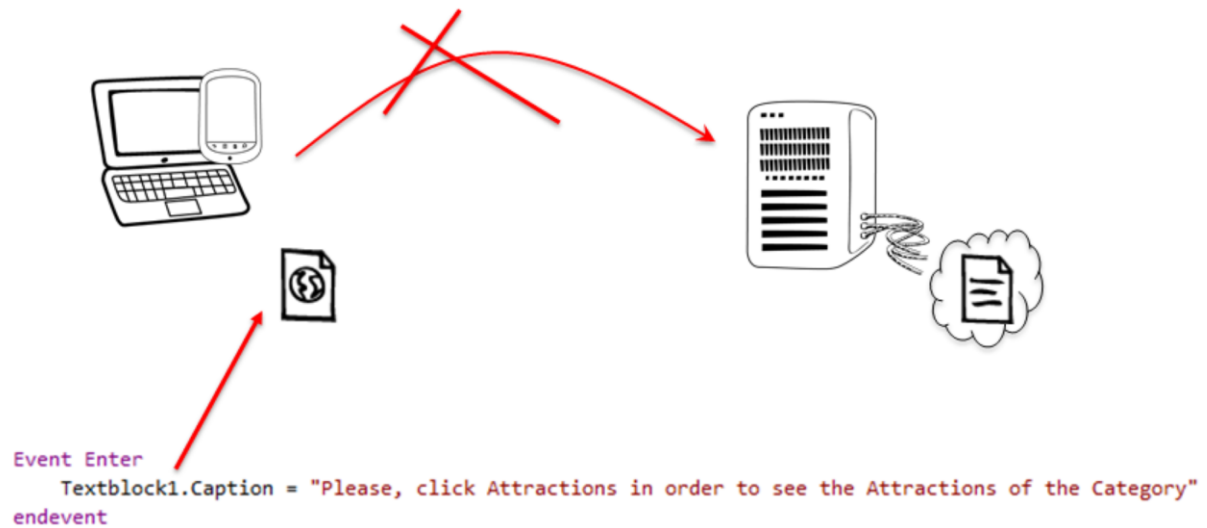 Event Enter
Textblock1.Caption = "Please, click Attractions in order to see the Attractions of the Category"
endevent